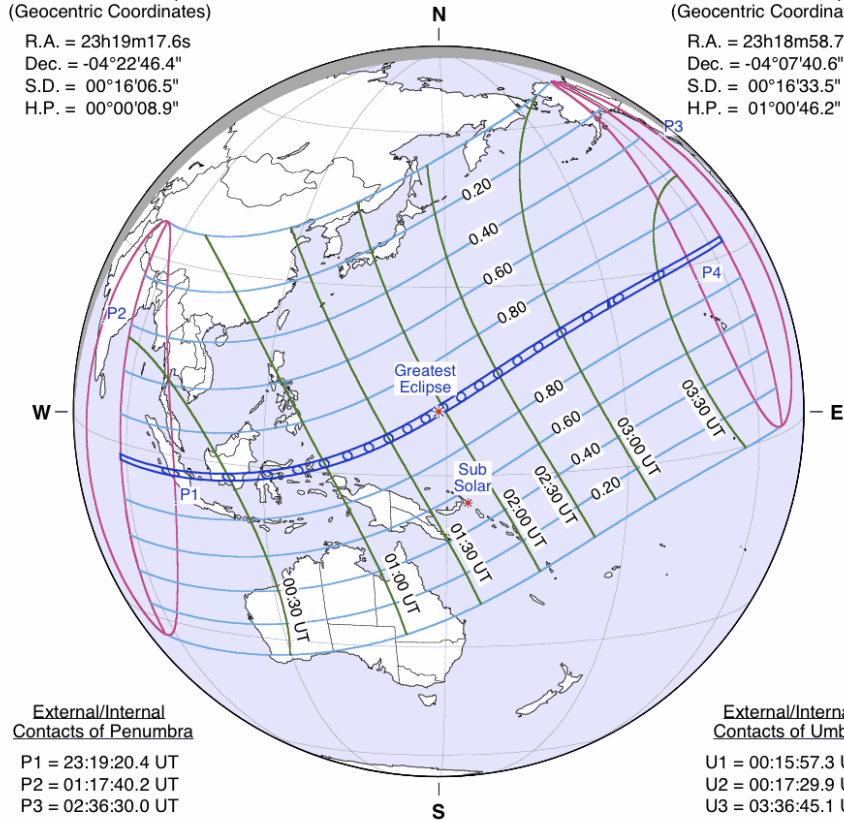 (Geocentric Coordinates)
R.A. = 23h19m17.6s
Dec. = -04°22'46.4"
S.D. = 00°16'06.5"
H.P. = 00°00'08.9"
N
(Geocentric Coordina
R.A. = 23h18m58.7
Dec. = -04°07'40.6"
S.D. = 00°16'33.5"
H.P. = 01°00'46.2"
P3
0.20
0.40
0.60
0.80
P4
P2
Greatest
Eclipse
W
E
0.80
0.60
0.40
0.20
03:30 UT
03:00 UT
02:30 UT
02:00 UT
01:30 UT
01:00 UT
00:30 UT
Sub
Solar
P1
External/Internal
Contacts of Penumbra
P1 = 23:19:20.4 UT
P2 = 01:17:40.2 UT
P3 = 02:36:30.0 UT
S
External/Interna
Contacts of Umb
U1 = 00:15:57.3 U
U2 = 00:17:29.9 U
U3 = 03:36:45.1 U